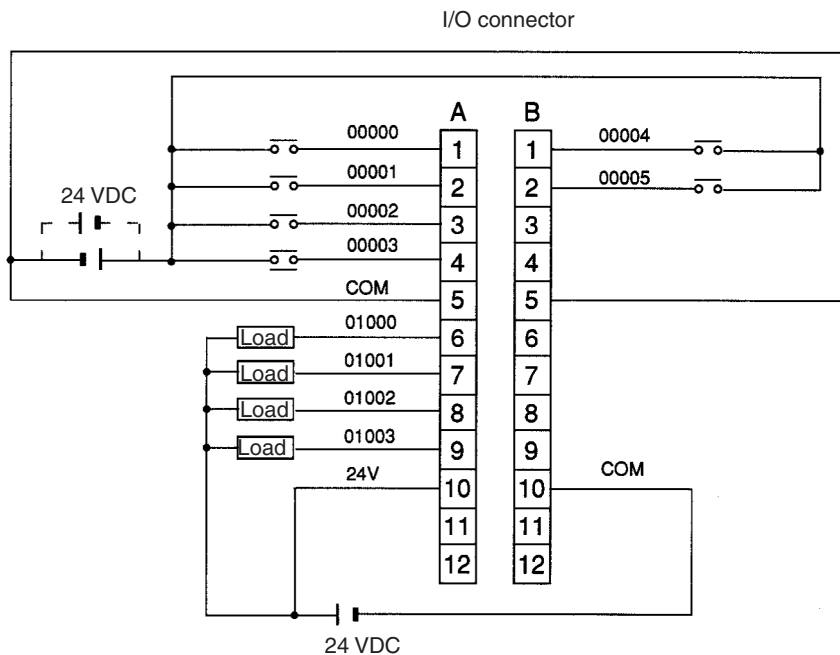 I/O connector
A B
00000 1 1 00004
00001 2 2 00005
24 VDC
00002 3 3
00003 4 4
COM 5 5
Load 01000 6 6
Load 01001 7 7
Load 01002 8 8
Load 01003 9 9
24V 10 10 COM
11 11
12 12
24 VDC